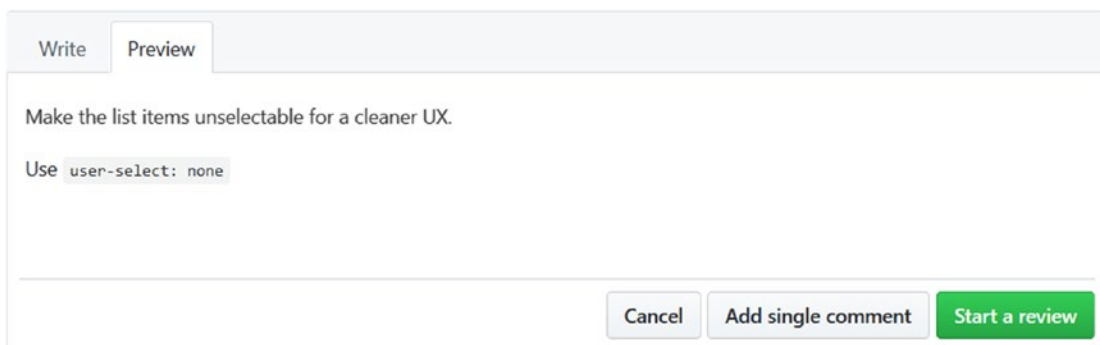 Write Preview
Make the list items unselectable for a cleaner UX.
Use user-select: none
Cancel Add single comment Start a review